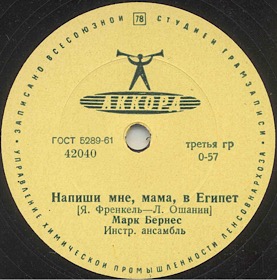 ЗАПИСАНО ВСЕСОЮЗНОЙ СТУДИЕЙ ГРАМЗАПИСИ
78
АККОРД
ГОСТ 5289-61
42040
третья гр
0-57
Напиши мне, мама, в Египет
[Я. Френкель—Л. Ошанин]
Марк Бернес
Инстр. ансамбль
УПРАВЛЕНИЕ ХИМИЧЕСКОЙ ПРОМЫШЛЕННОСТИ ЛЕНСОВНАРХОЗА